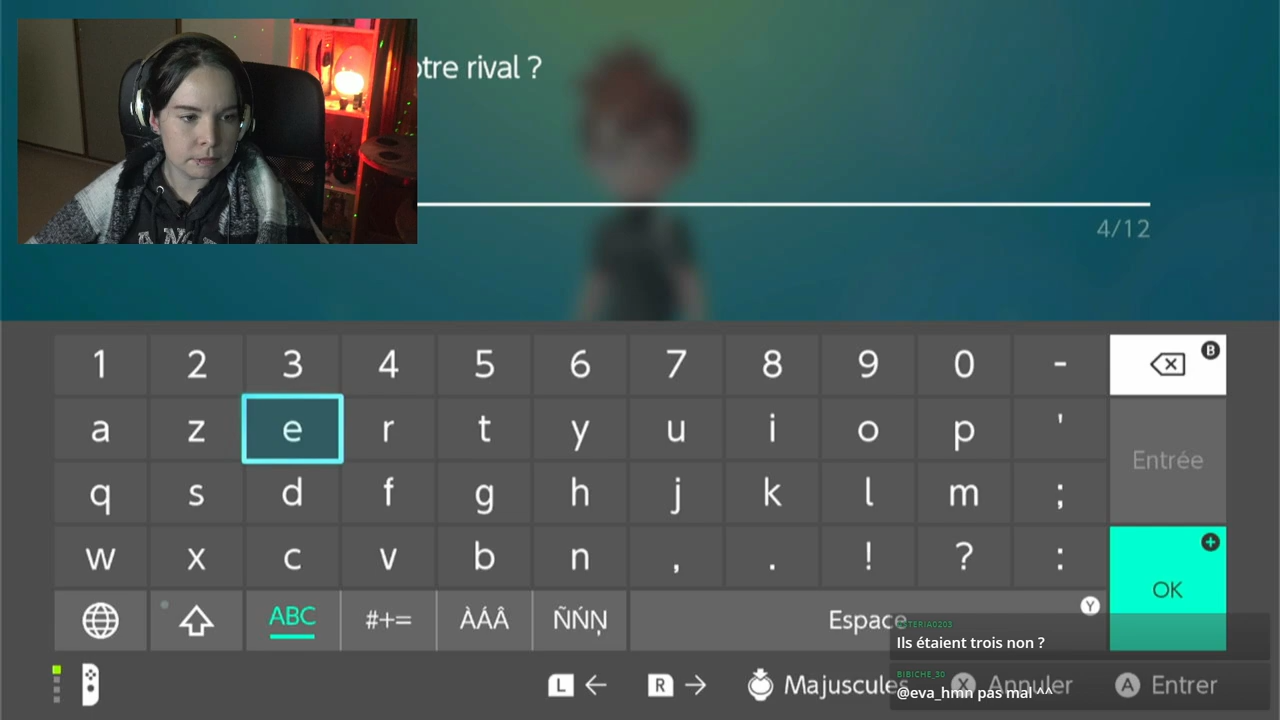 otre rival ?
4/12
1 2 3 4 5 6 7 8 9 0 - B
a z e r t y u i o p '
Entrée
q s d f g h j k l m ;
w x c v b n , . ! ? :
OK
ABC #+= ÀÁÂ ÑŃŅ Espace Y
Ils étaient trois non ?
BIBICHE_30
@eva_hmn pas mal ^^
L ← R → Majuscules X Annuler A Entrer